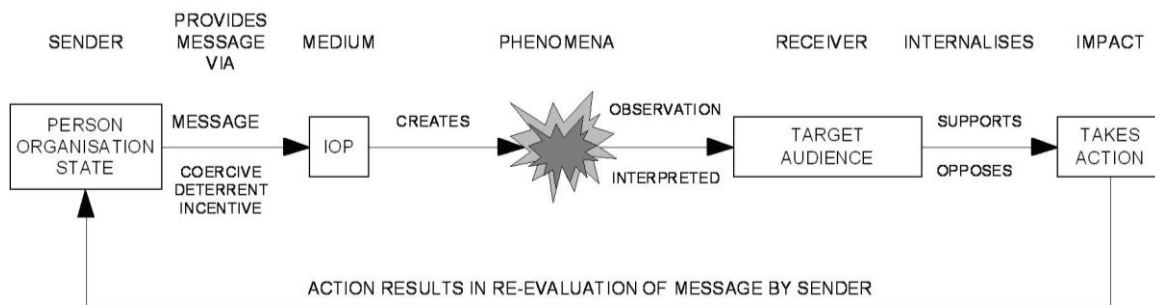 SENDER
PROVIDES
MESSAGE
VIA
MEDIUM
PHENOMENA
RECEIVER
INTERNALISES
IMPACT
PERSON
ORGANISATION
STATE
MESSAGE
COERCIVE
DETERRENT
INCENTIVE
IOP
CREATES
OBSERVATION
INTERPRETED
TARGET
AUDIENCE
SUPPORTS
OPPOSES
TAKES
ACTION
ACTION RESULTS IN RE-EVALUATION OF MESSAGE BY SENDER